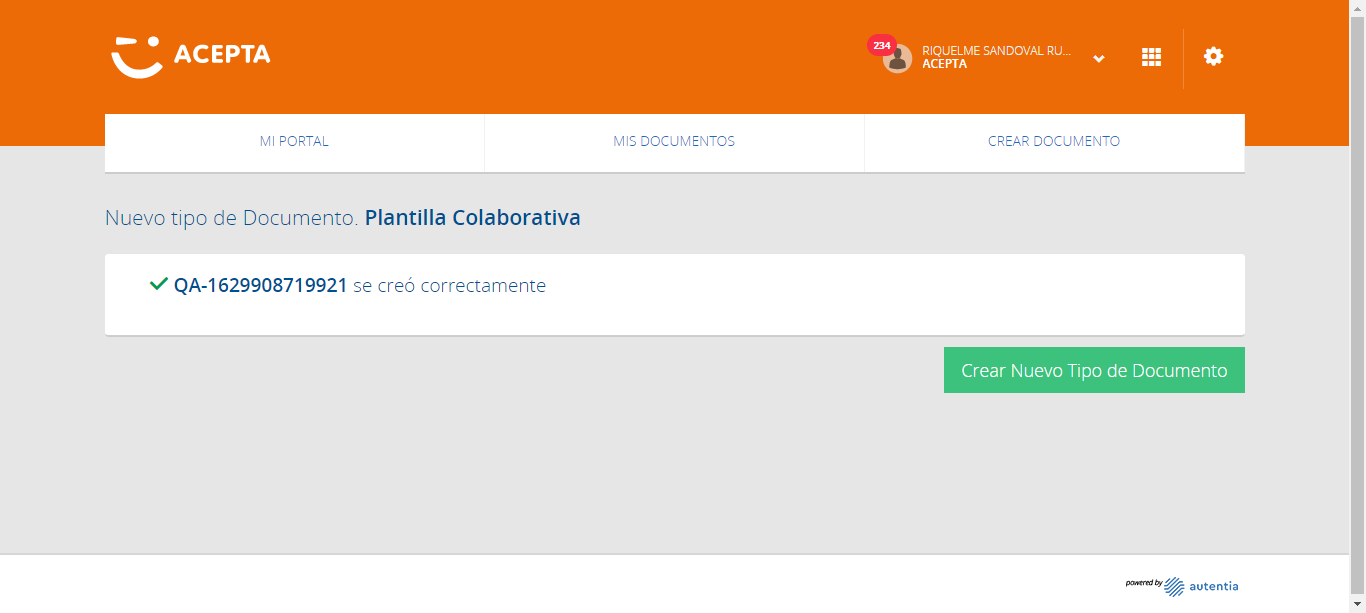 ACEPTA
234
RIQUELME SANDOVAL RU...
ACEPTA
MI PORTAL
MIS DOCUMENTOS
CREAR DOCUMENTO
Nuevo tipo de Documento. Plantilla Colaborativa
QA-1629908719921 se creó correctamente
Crear Nuevo Tipo de Documento
powered by autentia